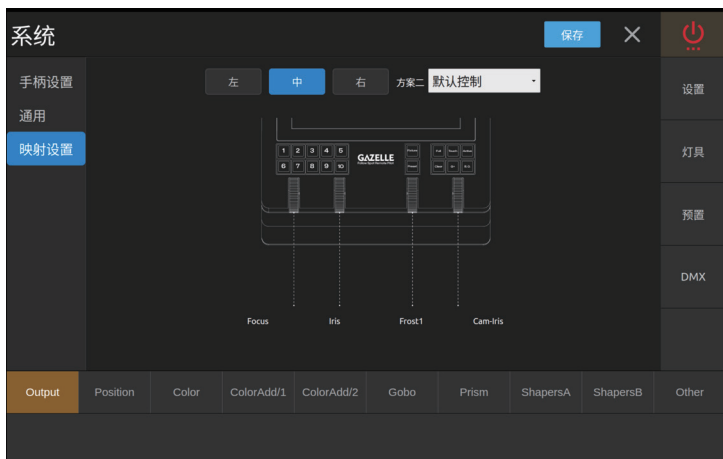 系统
保存
手柄设置
通用
映射设置
左 中 右 方案二 默认控制
设置
灯具
预置
DMX
1 2 3 4 5
6 7 8 9 10
GAZELLE
Focus Iris Frost1 Cam-Iris
Output Position Color ColorAdd/1 ColorAdd/2 Gobo Prism ShapersA ShapersB Other